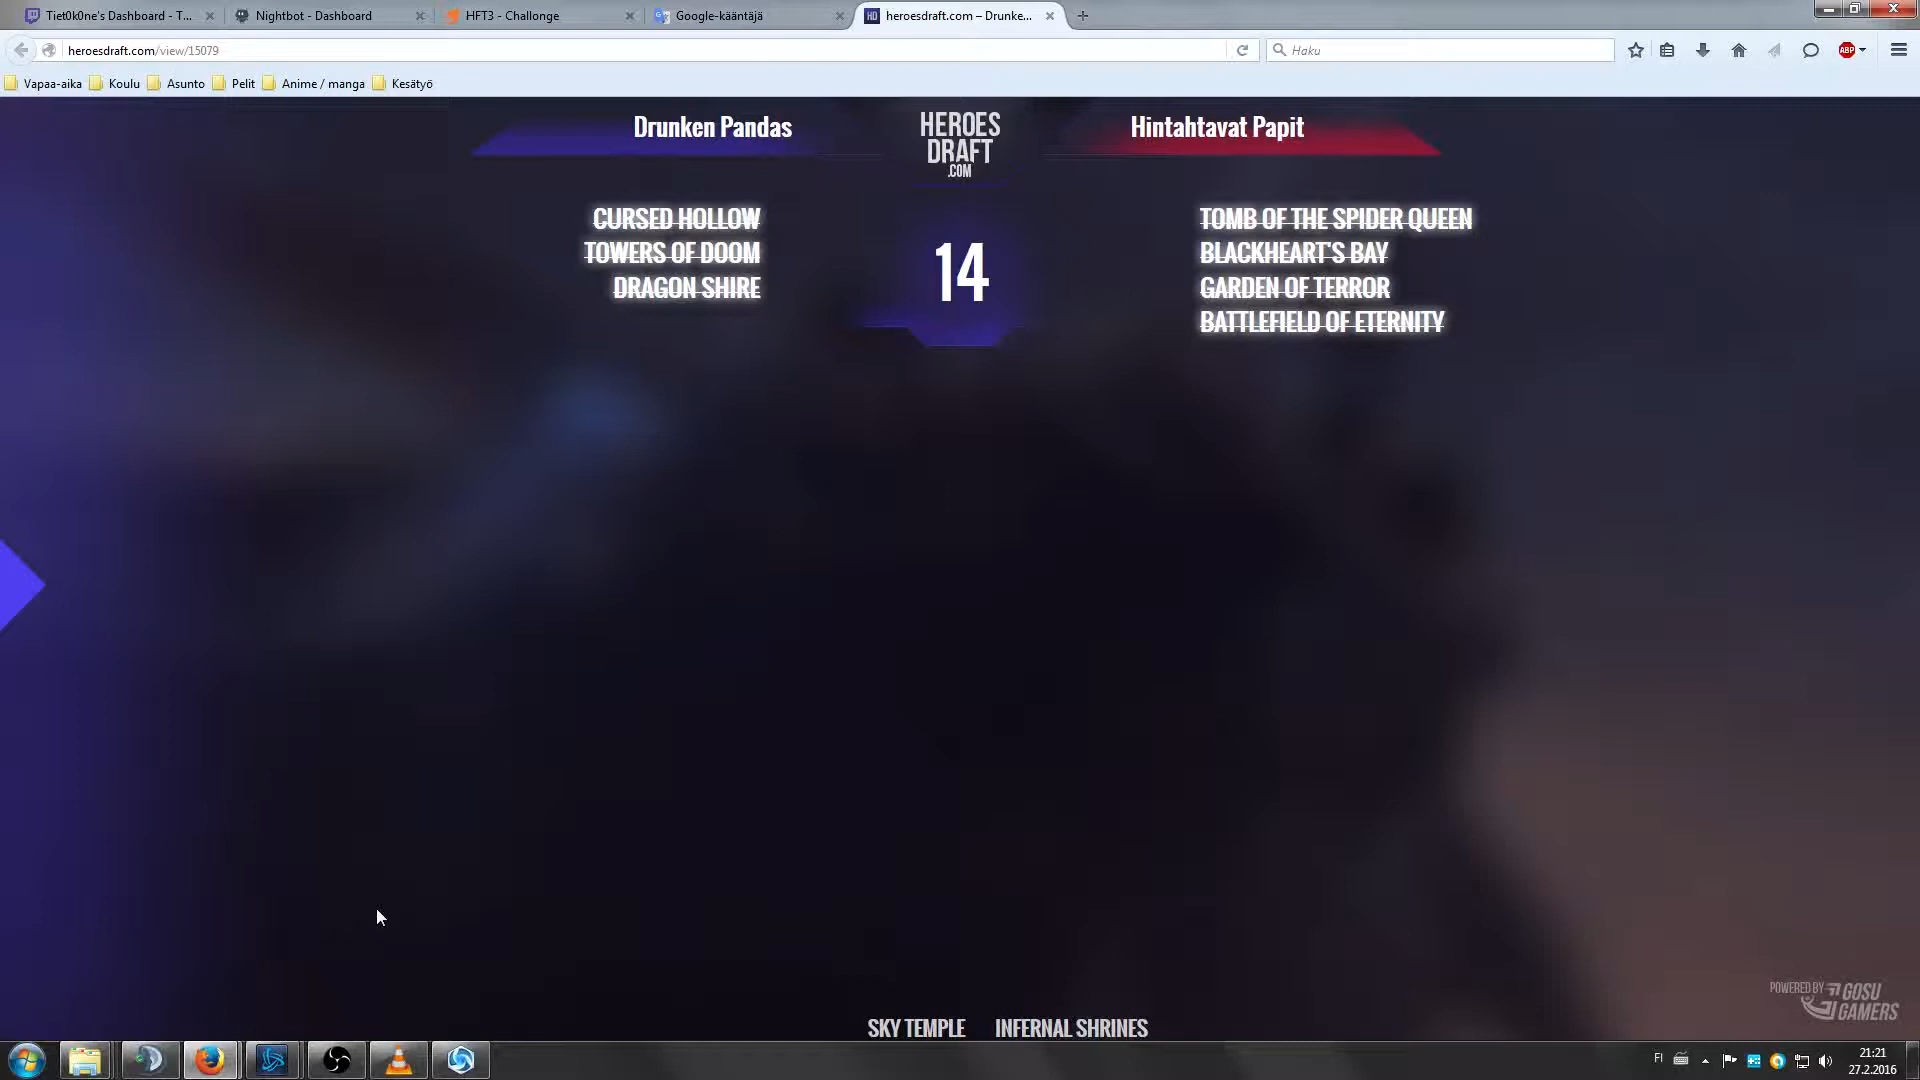 Tiet0k0ne's Dashboard - T...
Nightbot - Dashboard
HFT3 - Challonge
Google-kääntäjä
HD
heroesdraft.com – Drunke...
heroesdraft.com/view/15079
Haku
ABP
Vapaa-aika
Koulu
Asunto
Pelit
Anime / manga
Kesätyö
Drunken Pandas
HEROES
DRAFT
.COM
Hintahtavat Papit
CURSED HOLLOW
TOWERS OF DOOM
DRAGON SHIRE
14
TOMB OF THE SPIDER QUEEN
BLACKHEART'S BAY
GARDEN OF TERROR
BATTLEFIELD OF ETERNITY
POWERED BY
GOSU
GAMERS
SKY TEMPLE
INFERNAL SHRINES
FI
21:21
27.2.2016